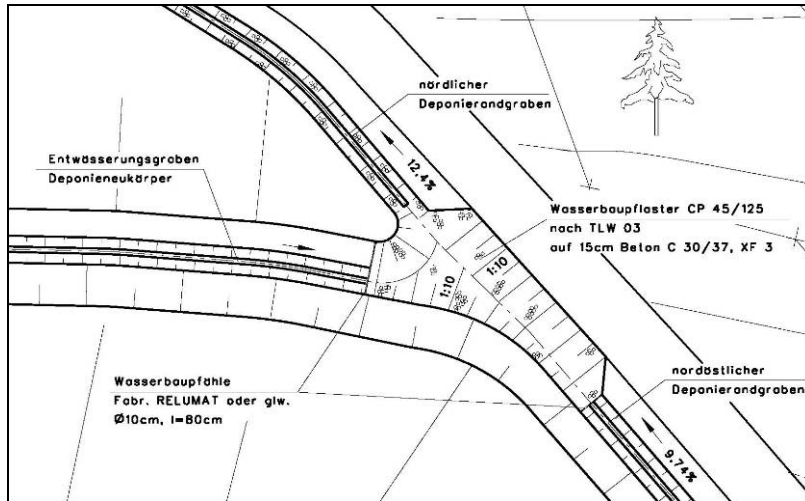 nördlicher
Deponierandgraben
12,4%
Entwässerungsgraben
Deponieneukörper
Wasserbaupflaster CP 45/125
nach TLW 03
auf 15cm Beton C 30/37, XF 3
1:10
1:10
Wasserbaupfähle
Fabr. RELUMAT oder glw.
Ø10cm, l=80cm
nordöstlicher
Deponierandgraben
9,74%